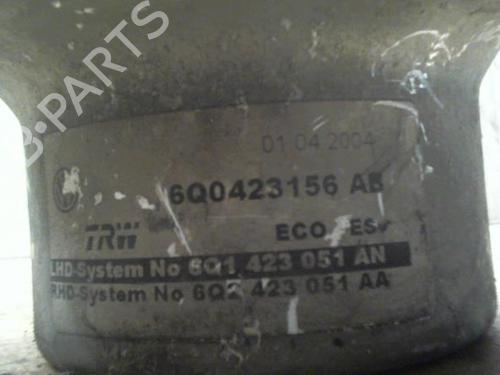 B-PARTS
01.04.2004
6Q0423156 AB
TRW
LHD-System No 6Q1 423 051 AN
RHD-System No 6Q2 423 051 AA